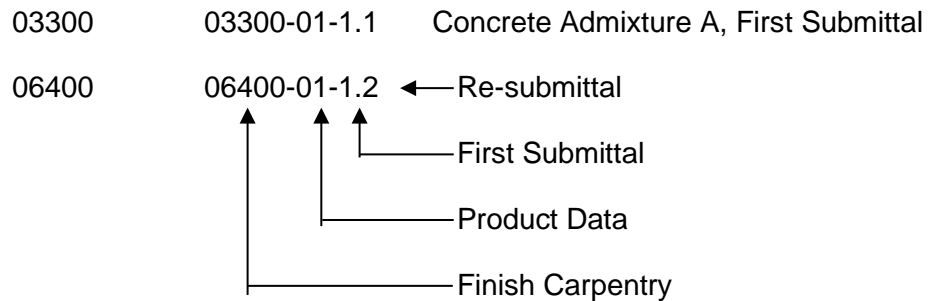 03300 03300-01-1.1 Concrete Admixture A, First Submittal
06400 06400-01-1.2 Re-submittal
First Submittal
Product Data
Finish Carpentry